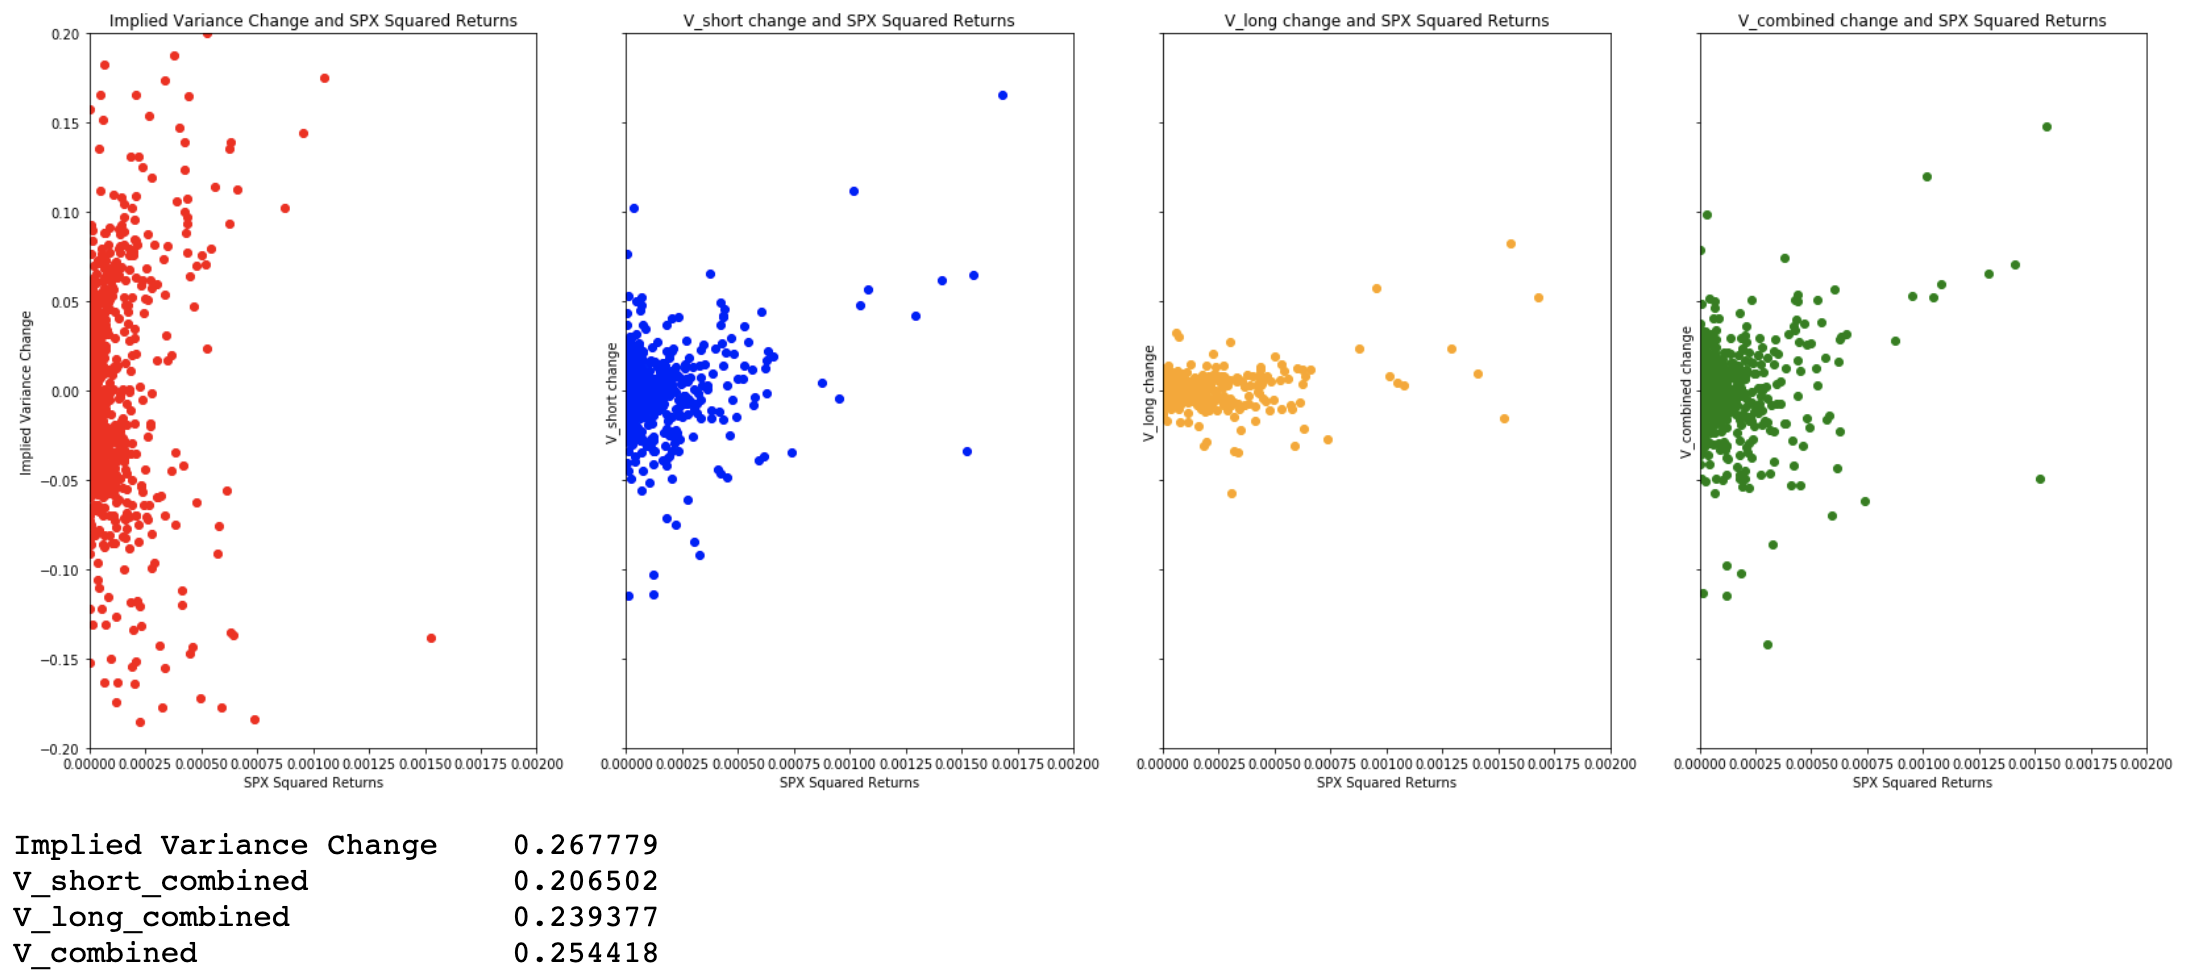 Implied Variance Change and SPX Squared Returns
0.20
0.15
0.10
0.05
0.00
−0.05
−0.10
−0.15
−0.20
Implied Variance Change
0.00000 0.00025 0.00050 0.00075 0.00100 0.00125 0.00150 0.00175 0.00200
SPX Squared Returns
V_short change and SPX Squared Returns
V_short change
0.00000 0.00025 0.00050 0.00075 0.00100 0.00125 0.00150 0.00175 0.00200
SPX Squared Returns
V_long change and SPX Squared Returns
V_long change
0.00000 0.00025 0.00050 0.00075 0.00100 0.00125 0.00150 0.00175 0.00200
SPX Squared Returns
V_combined change and SPX Squared Returns
V_combined change
0.00000 0.00025 0.00050 0.00075 0.00100 0.00125 0.00150 0.00175 0.00200
SPX Squared Returns
Implied Variance Change 0.267779
V_short_combined 0.206502
V_long_combined 0.239377
V_combined 0.254418